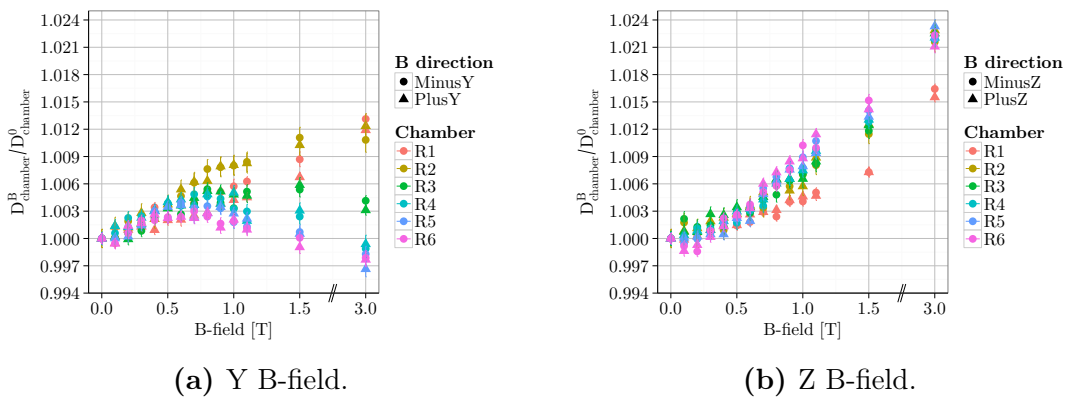 1.024
1.021
1.018
1.015
1.012
1.009
1.006
1.003
1.000
0.997
0.994
D^B_chamber/D^0_chamber
0.0 0.5 1.0 1.5 3.0
B-field [T]
B direction
MinusY
PlusY
Chamber
R1
R2
R3
R4
R5
R6
(a) Y B-field.
1.024
1.021
1.018
1.015
1.012
1.009
1.006
1.003
1.000
0.997
0.994
D^B_chamber/D^0_chamber
0.0 0.5 1.0 1.5 3.0
B-field [T]
B direction
MinusZ
PlusZ
Chamber
R1
R2
R3
R4
R5
R6
(b) Z B-field.